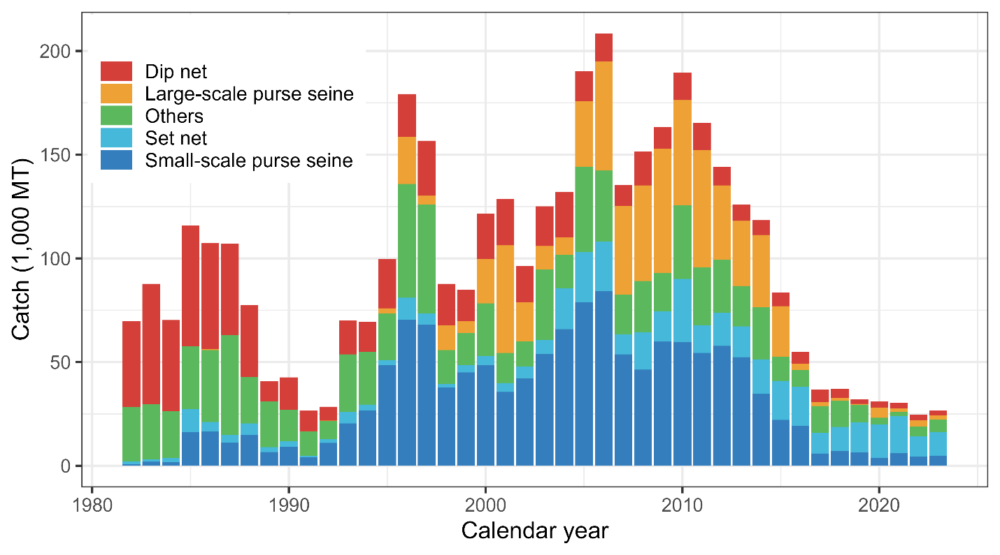 200
150
100
50
0
Catch (1,000 MT)
Dip net
Large-scale purse seine
Others
Set net
Small-scale purse seine
1980 1990 2000 2010 2020
Calendar year